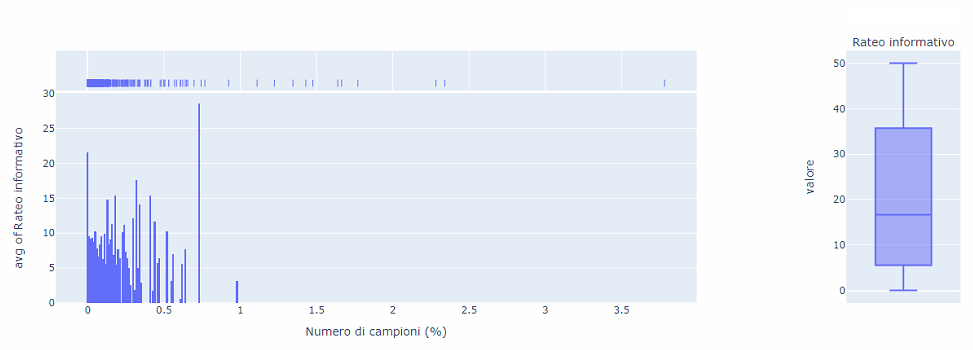 Rateo informativo
avg of Rateo informativo
30
25
20
15
10
5
0
0 0.5 1 1.5 2 2.5 3 3.5
Numero di campioni (%)
valore
50
40
30
20
10
0